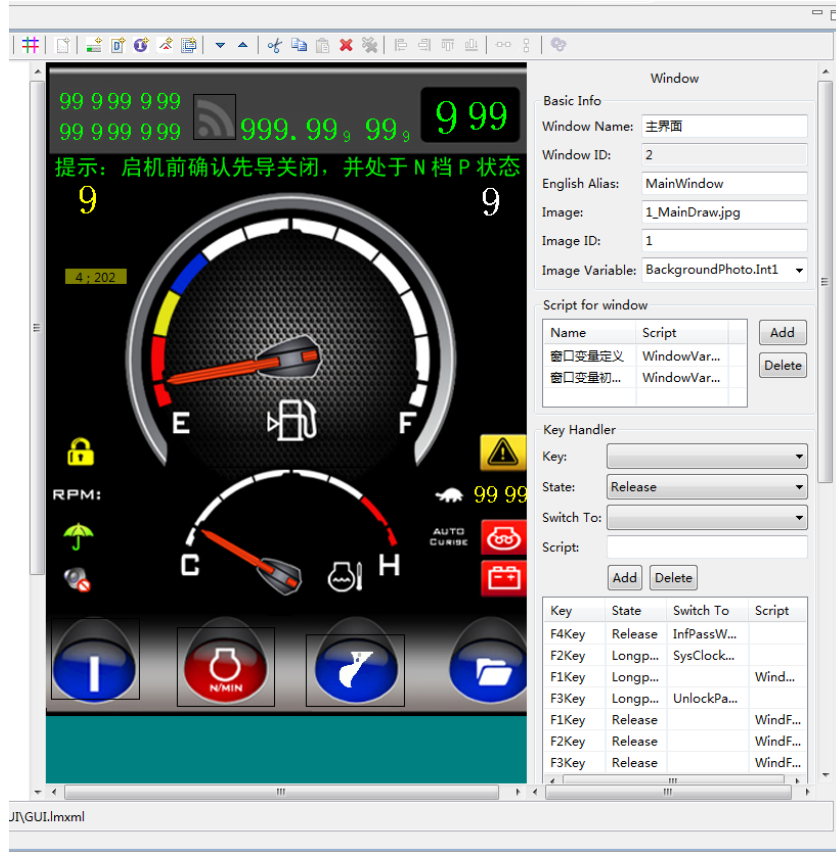 Window
Basic Info
Window Name: 主界面
Window ID: 2
English Alias: MainWindow
Image: 1_MainDraw.jpg
Image ID: 1
Image Variable: BackgroundPhoto.Int1
Script for window
Name Script
窗口变量定义 WindowVar...
窗口变量初... WindowVar...
Add
Delete
Key Handler
Key:
State: Release
Switch To:
Script:
Add Delete
Key State Switch To Script
F4Key Release InfPassW...
F2Key Longp... SysClock...
F1Key Longp... Wind...
F3Key Longp... UnlockPa...
F1Key Release WindF...
F2Key Release WindF...
F3Key Release WindF...
99 9 99 9 99
99 9 99 9 99
999. 99 9 99 9
9 99
提示: 启机前确认先导关闭, 并处于 N 档 P 状态
9
9
4 ; 202
E
F
RPM:
99 99
AUTO
CURISE
C
H
N/MIN
UI\GUI.lmxml